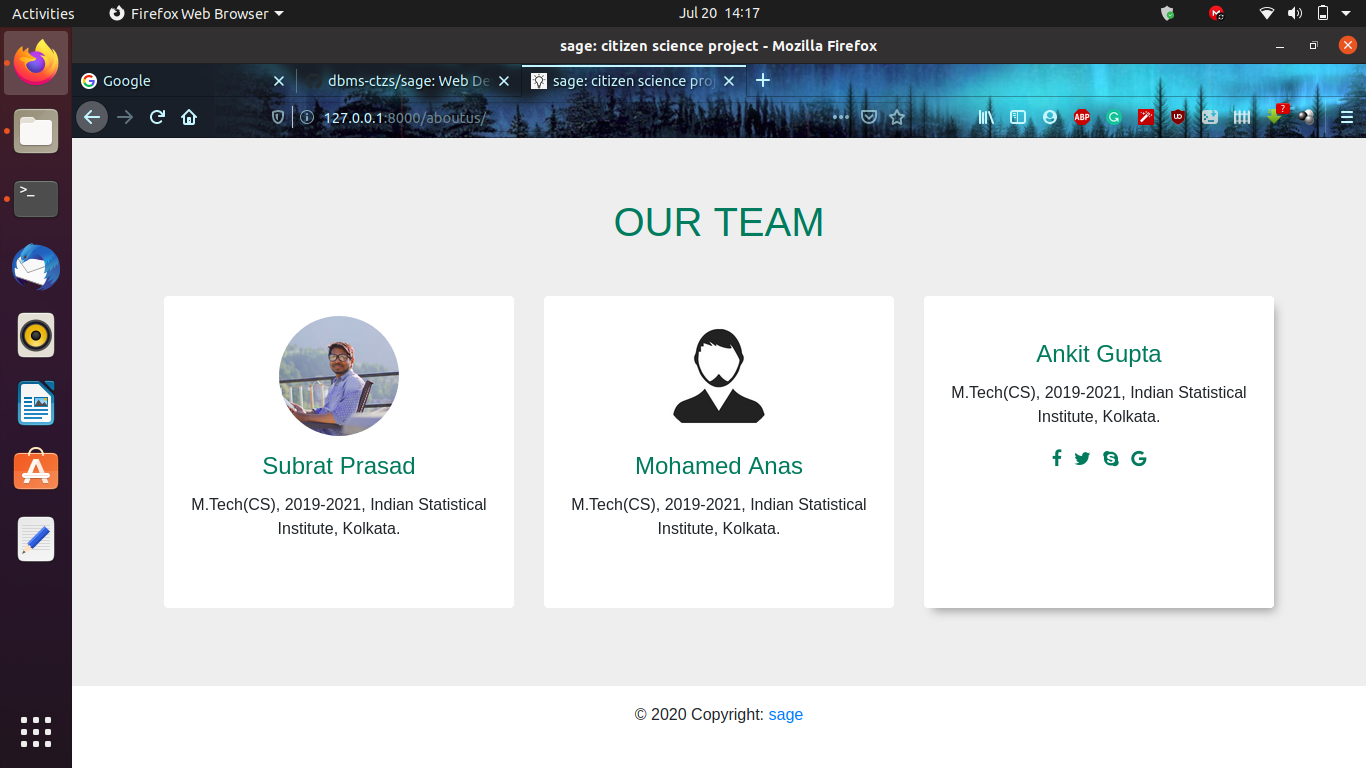 Activities Firefox Web Browser Jul 20 14:17
sage: citizen science project - Mozilla Firefox
Google dbms-ctzs/sage: Web De sage: citizen science pro
127.0.0.1:8000/aboutus/
ABP
OUR TEAM
Subrat Prasad
M.Tech(CS), 2019-2021, Indian Statistical
Institute, Kolkata.
Mohamed Anas
M.Tech(CS), 2019-2021, Indian Statistical
Institute, Kolkata.
Ankit Gupta
M.Tech(CS), 2019-2021, Indian Statistical
Institute, Kolkata.
© 2020 Copyright: sage